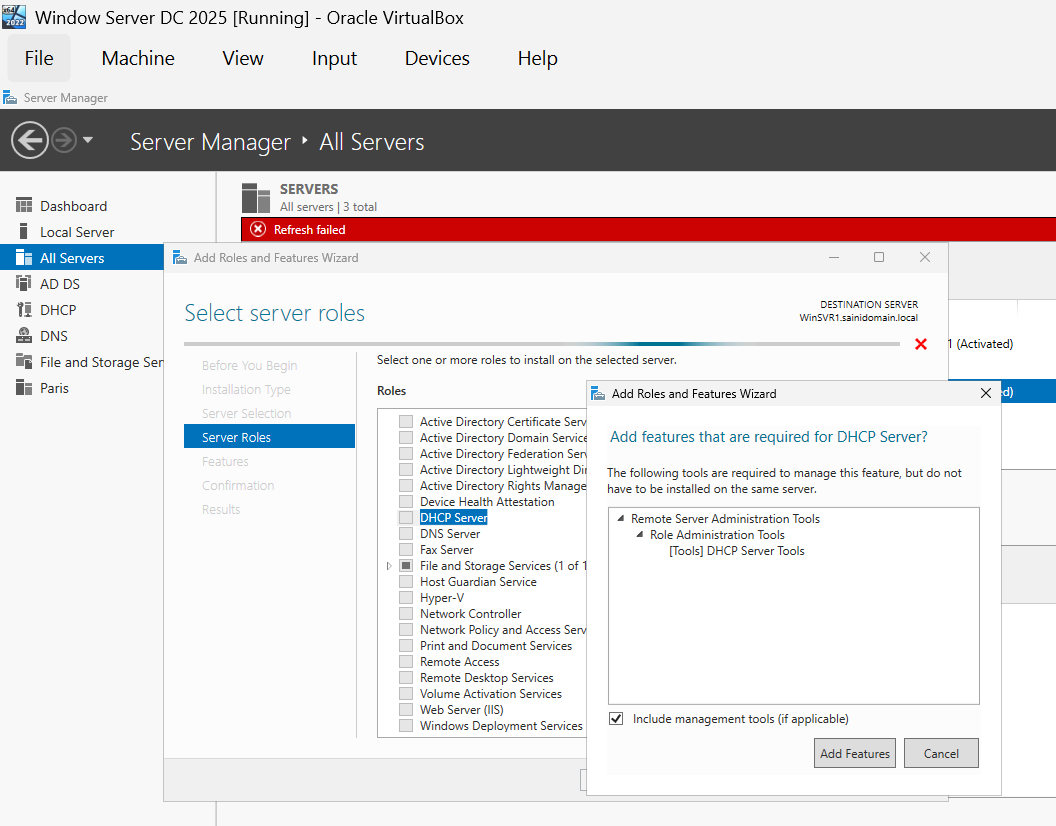 Window Server DC 2025 [Running] - Oracle VirtualBox
File Machine View Input Devices Help
Server Manager
Server Manager All Servers
SERVERS
All servers | 3 total
Refresh failed
Dashboard
Local Server
All Servers
AD DS
DHCP
DNS
File and Storage Ser
Paris
1 (Activated)
d)
Add Roles and Features Wizard
Select server roles
DESTINATION SERVER
WinSVR1.sainidomain.local
Before You Begin
Installation Type
Server Selection
Server Roles
Features
Confirmation
Results
Select one or more roles to install on the selected server.
Roles
Active Directory Certificate Serv
Active Directory Domain Service
Active Directory Federation Serv
Active Directory Lightweight Dir
Active Directory Rights Manage
Device Health Attestation
DHCP Server
DNS Server
Fax Server
File and Storage Services (1 of 1
Host Guardian Service
Hyper-V
Network Controller
Network Policy and Access Serv
Print and Document Services
Remote Access
Remote Desktop Services
Volume Activation Services
Web Server (IIS)
Windows Deployment Services
Add Roles and Features Wizard
Add features that are required for DHCP Server?
The following tools are required to manage this feature, but do not
have to be installed on the same server.
Remote Server Administration Tools
Role Administration Tools
[Tools] DHCP Server Tools
Include management tools (if applicable)
Add Features Cancel